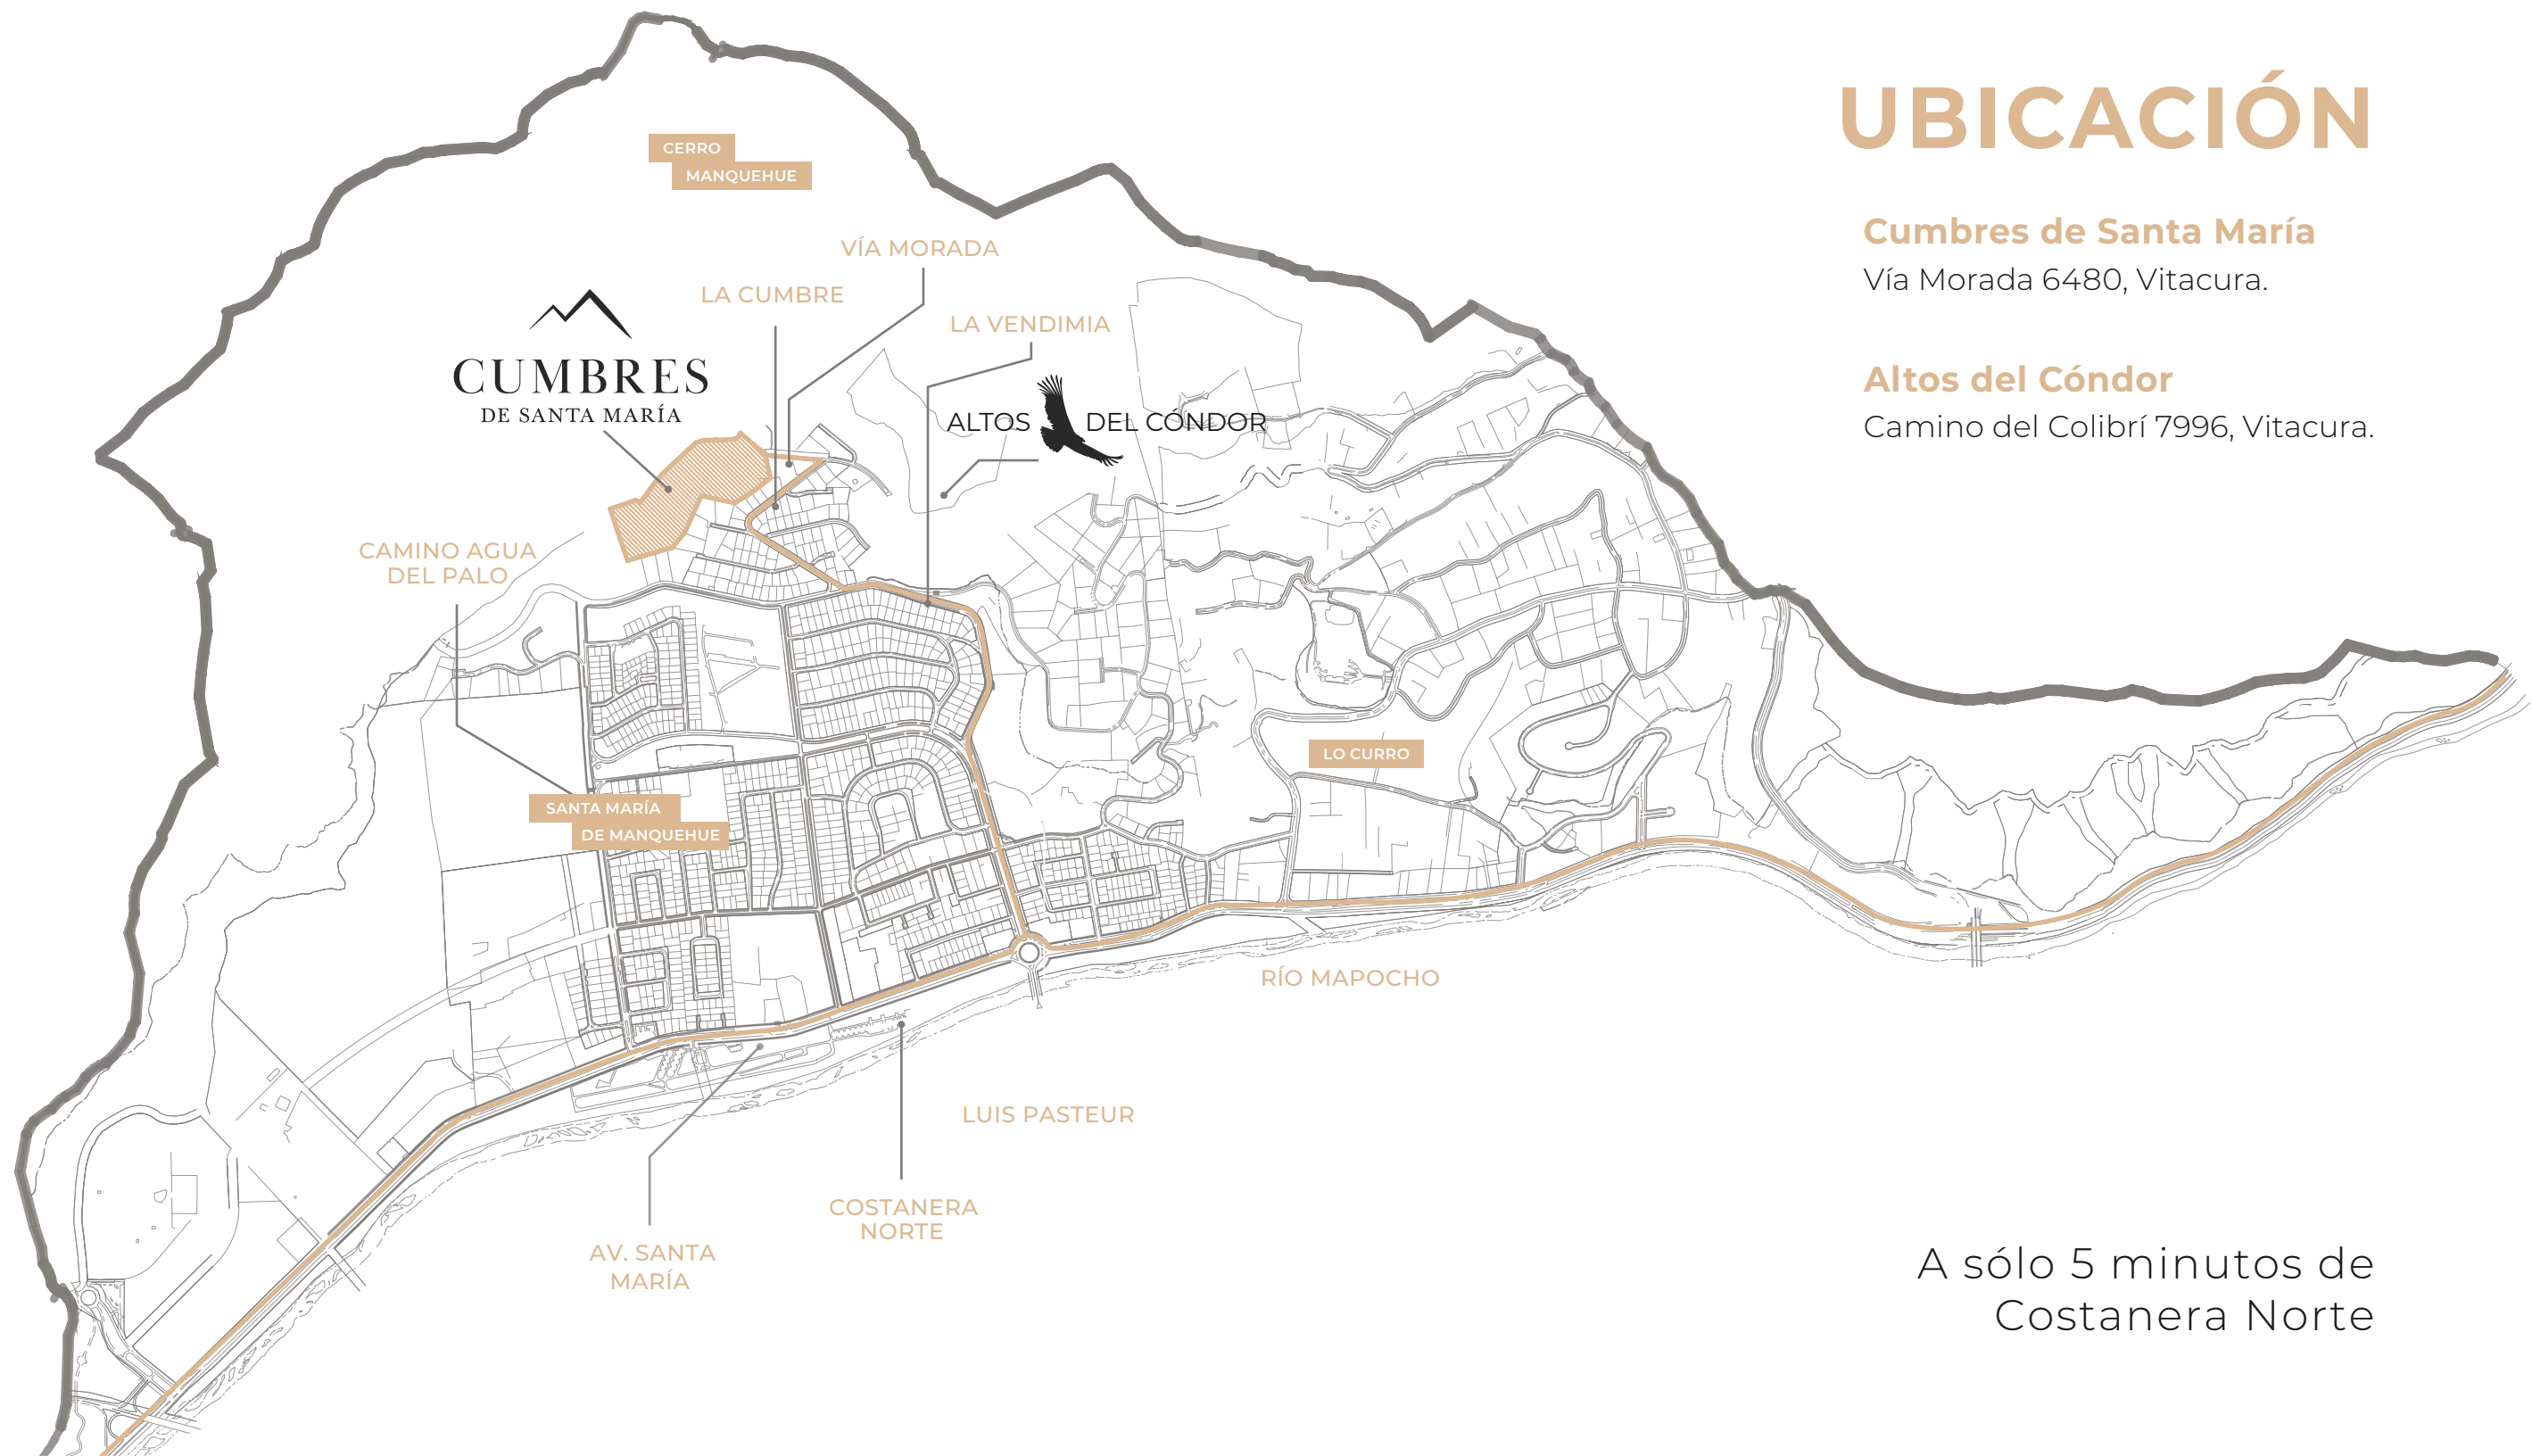 UBICACIÓN
Cumbres de Santa María
Vía Morada 6480, Vitacura.
Altos del Cóndor
Camino del Colibrí 7996, Vitacura.
CERRO
MANQUEHUE
VÍA MORADA
LA CUMBRE
LA VENDIMIA
CUMBRES
DE SANTA MARÍA
ALTOS DEL CÓNDOR
CAMINO AGUA
DEL PALO
LO CURRO
SANTA MARÍA
DE MANQUEHUE
RÍO MAPOCHO
LUIS PASTEUR
COSTANERA
NORTE
AV. SANTA
MARÍA
A sólo 5 minutos de
Costanera Norte